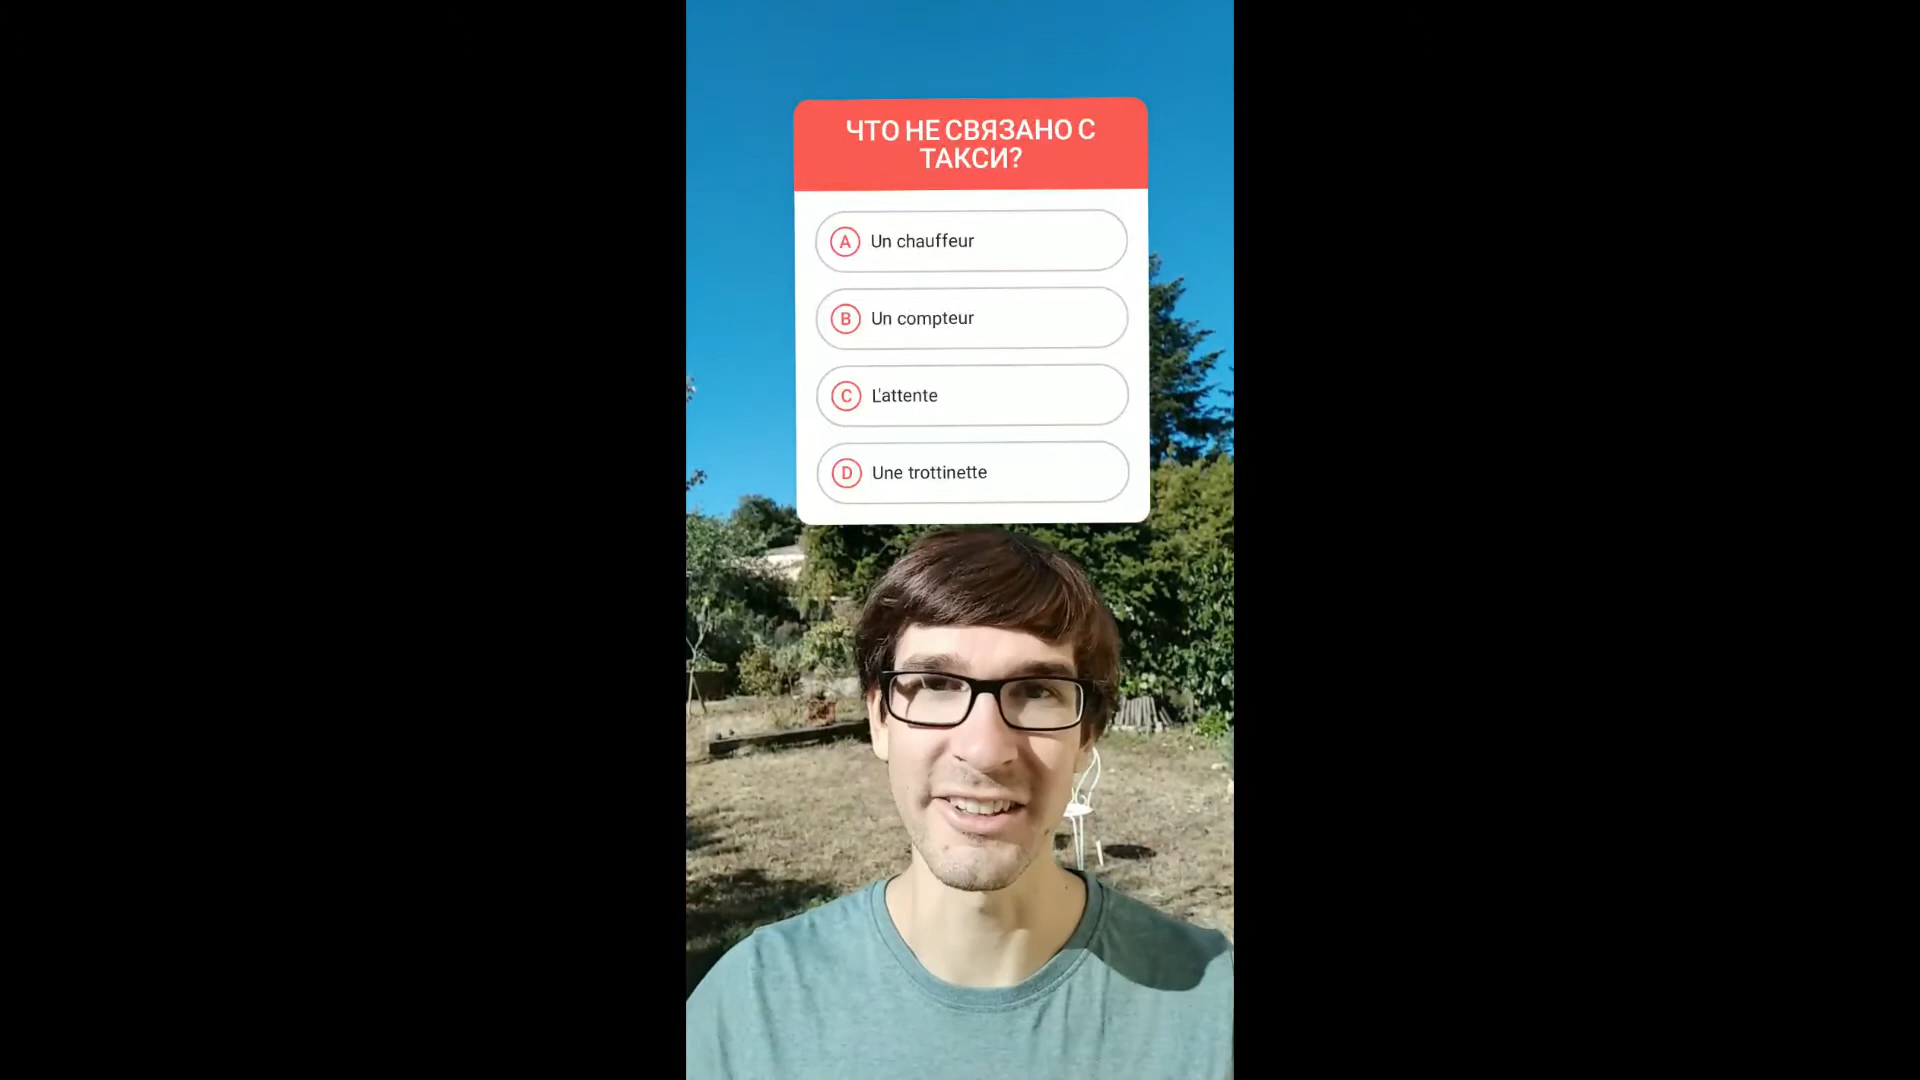 ЧТО НЕ СВЯЗАНО С
ТАКСИ?
A Un chauffeur
B Un compteur
C L'attente
D Une trottinette